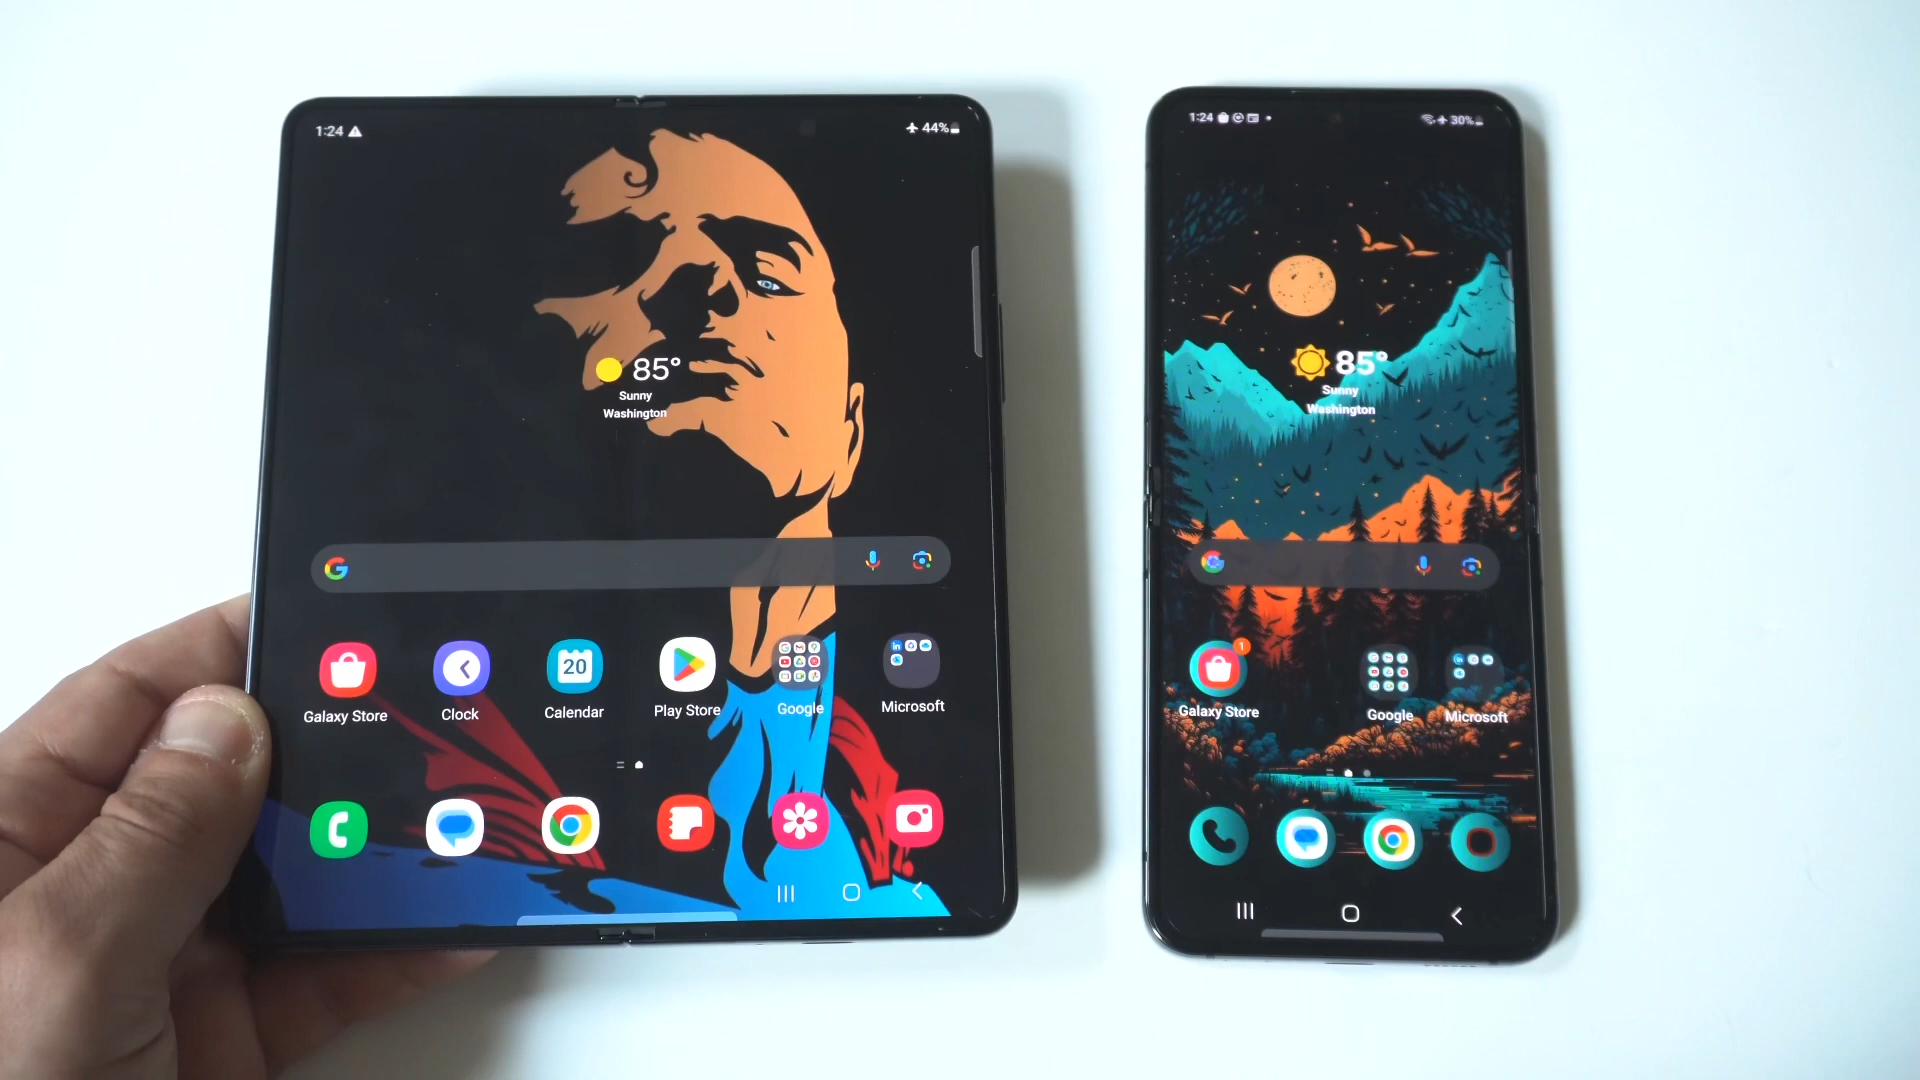 1:24
44%
85°
Sunny
Washington
Galaxy Store
Clock
20
Calendar
Play Store
Google
Microsoft
1:24
30%
85°
Sunny
Washington
1
Galaxy Store
Google
Microsoft